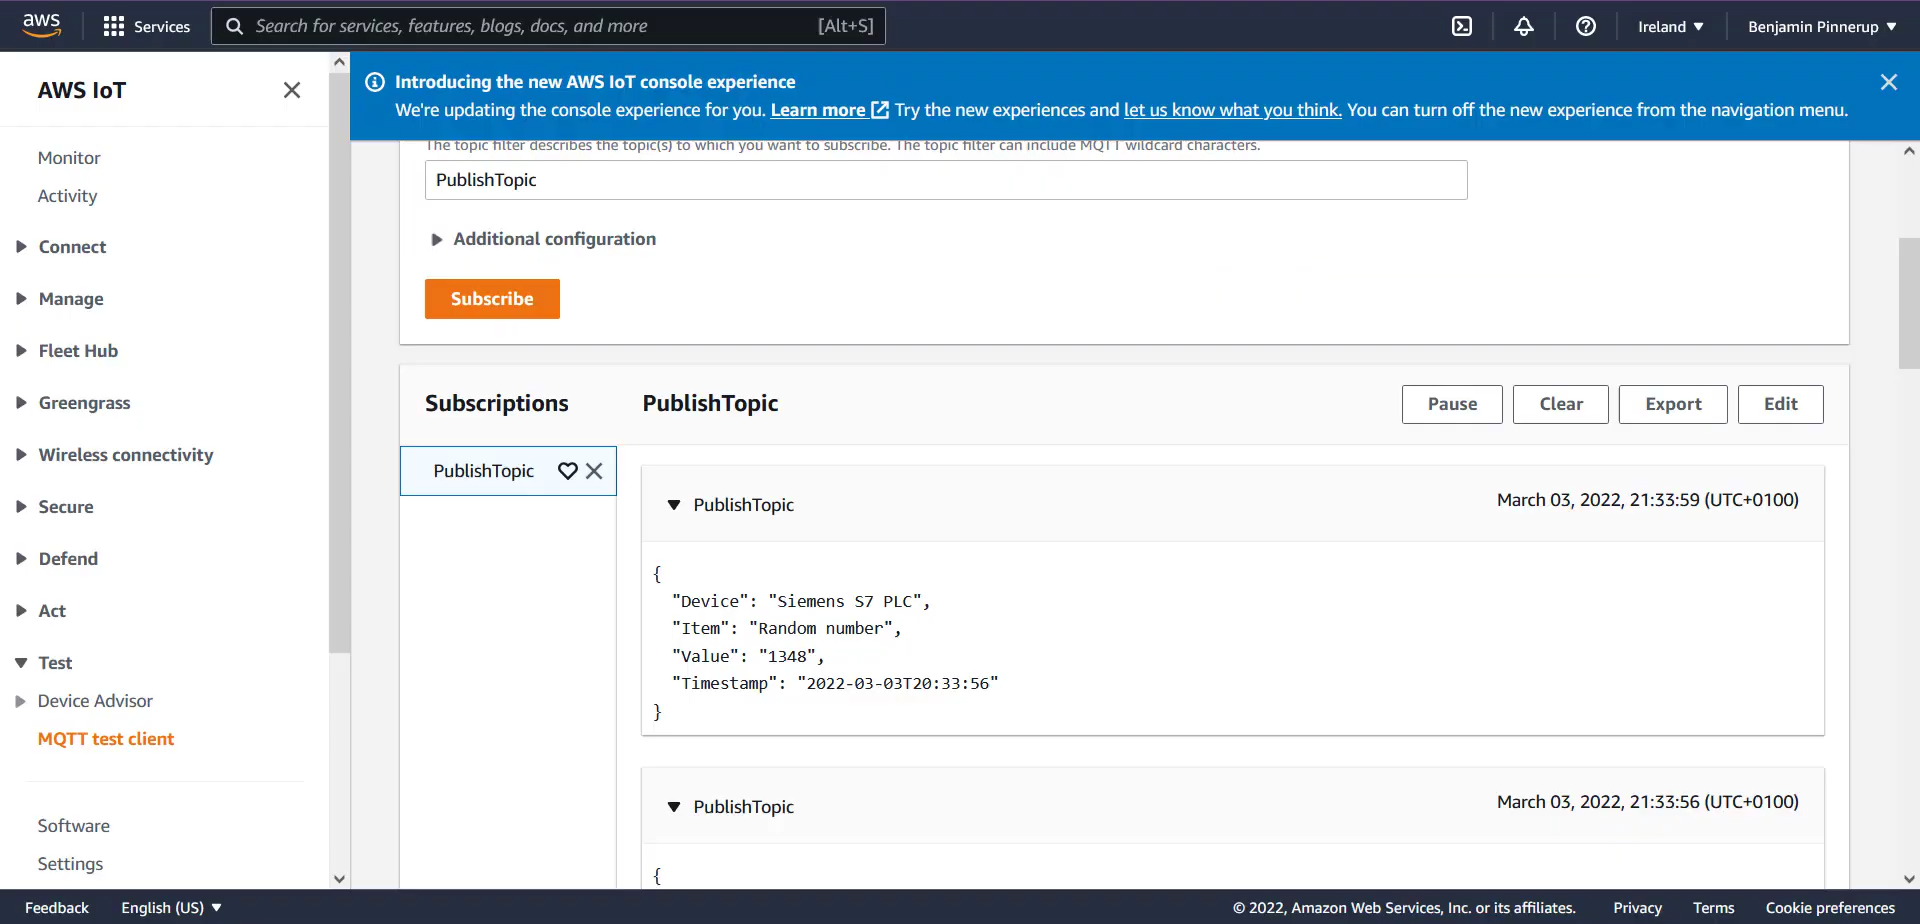 aws
Services
Search for services, features, blogs, docs, and more
[Alt+S]
Ireland ▼
Benjamin Pinnerup ▼
AWS IoT
Monitor
Activity
Connect
Manage
Fleet Hub
Greengrass
Wireless connectivity
Secure
Defend
Act
Test
Device Advisor
MQTT test client
Software
Settings
Introducing the new AWS IoT console experience
We're updating the console experience for you. Learn more Try the new experiences and let us know what you think. You can turn off the new experience from the navigation menu.
The topic filter describes the topic(s) to which you want to subscribe. The topic filter can include MQTT wildcard characters.
PublishTopic
Additional configuration
Subscribe
Subscriptions
PublishTopic
Pause
Clear
Export
Edit
PublishTopic
PublishTopic
March 03, 2022, 21:33:59 (UTC+0100)
{
"Device": "Siemens S7 PLC",
"Item": "Random number",
"Value": "1348",
"Timestamp": "2022-03-03T20:33:56"
}
PublishTopic
March 03, 2022, 21:33:56 (UTC+0100)
{
Feedback
English (US) ▼
© 2022, Amazon Web Services, Inc. or its affiliates.
Privacy
Terms
Cookie preferences